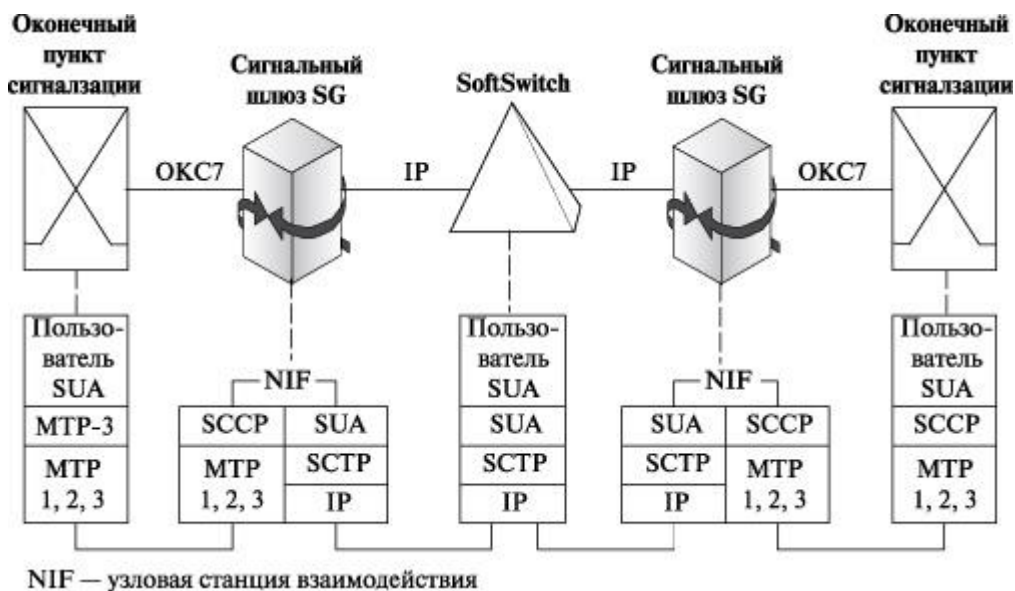 Оконечный
пункт
сигналзации
Сигнальный
шлюз SG
SoftSwitch
Сигнальный
шлюз SG
Оконечный
пункт
сигналзации
ОКС7
IP
IP
ОКС7
Пользо-
ватель
SUA
MTP-3
MTP
1, 2, 3
NIF
SCCP
SUA
MTP
1, 2, 3
SCTP
IP
Пользо-
ватель
SUA
SUA
SCTP
IP
NIF
SUA
SCCP
SCTP
IP
MTP
1, 2, 3
Пользо-
ватель
SUA
SCCP
MTP
1, 2, 3
NIF — узловая станция взаимодействия